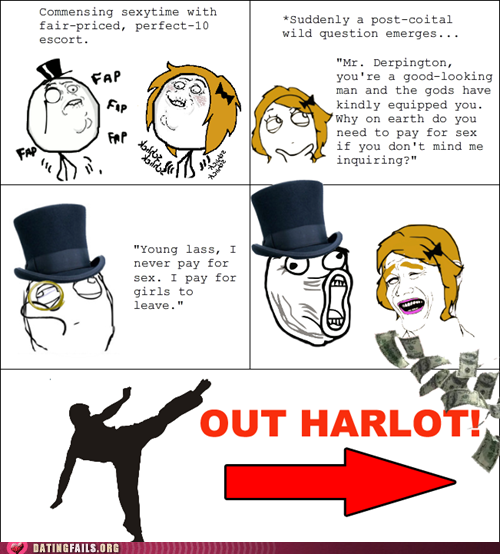 Commensing sexytime with
fair-priced, perfect-10
escort.
FAP
FAP
FAP
FAP
*Suddenly a post-coital
wild question emerges...
"Mr. Derpington,
you're a good-looking
man and the gods have
kindly equipped you.
Why on earth do you
need to pay for sex
if you don't mind me
inquiring?"
"Young lass, I
never pay for
sex. I pay for
girls to
leave."
OUT HARLOT!
DATINGFAILS.ORG